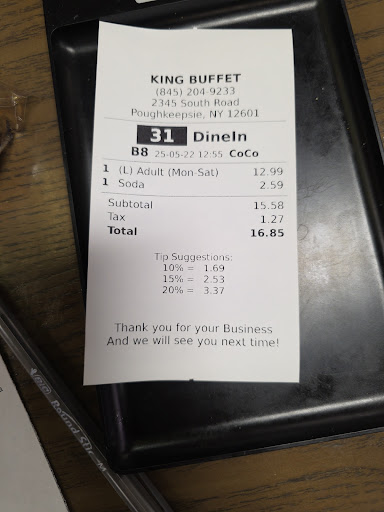 KING BUFFET
(845) 204-9233
2345 South Road
Poughkeepsie, NY 12601
31 DineIn
B8 25-05-22 12:55 CoCo
1 (L) Adult (Mon-Sat) 12.99
1 Soda 2.59
Subtotal 15.58
Tax 1.27
Total 16.85
Tip Suggestions:
10% = 1.69
15% = 2.53
20% = 3.37
Thank you for your Business
And we will see you next time!
Round Stic M